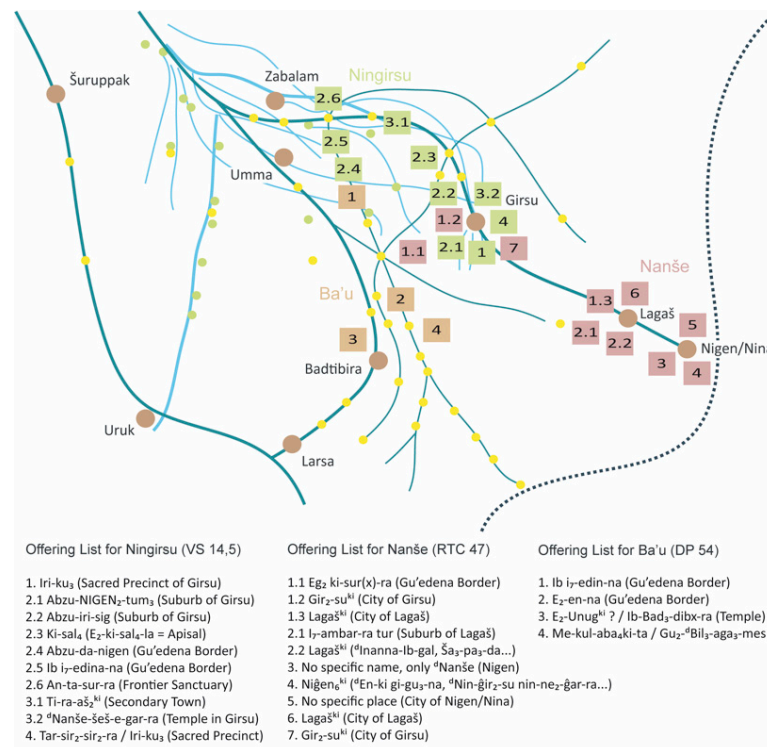 Šuruppak
Zabalam
Ningirsu
2.6
3.1
2.5
2.3
Umma
2.4
1
2.2
3.2
Girsu
1.2
4
1.1
2.1
1
7
Nanše
Ba'u
6
1.3
2
Lagaš
5
4
2.1
3
2.2
Nigen/Nina
Badtibira
3
4
Uruk
Larsa
Offering List for Ningirsu (VS 14,5)
1. Iri-ku₃ (Sacred Precinct of Girsu)
2.1 Abzu-NIGEN₂-tum₃ (Suburb of Girsu)
2.2 Abzu-iri-sig (Suburb of Girsu)
2.3 Ki-sal₄ (E₂-ki-sal₄-la = Apisal)
2.4 Abzu-da-nigen (Gu'edena Border)
2.5 Ib i₇-edina-na (Gu'edena Border)
2.6 An-ta-sur-ra (Frontier Sanctuary)
3.1 Ti-ra-aš₂ᵏⁱ (Secondary Town)
3.2 ᵈNanše-šeš-e-gar-ra (Temple in Girsu)
4. Tar-sir₂-sir₂-ra / Iri-ku₃ (Sacred Precinct)
Offering List for Nanše (RTC 47)
1.1 Eg₂ ki-sur(x)-ra (Gu'edena Border)
1.2 Gir₂-suᵏⁱ (City of Girsu)
1.3 Lagašᵏⁱ (City of Lagaš)
2.1 I₇-ambar-ra tur (Suburb of Lagaš)
2.2 Lagašᵏⁱ (ᵈInanna-Ib-gal, Ša₃-pa₃-da...)
3. No specific name, only ᵈNanše (Nigen)
4. Niĝen₆ᵏⁱ (ᵈEn-ki gi-gu₃-na, ᵈNin-ĝir₂-su nin-ne₂-ĝar-ra...)
5. No specific place (City of Nigen/Nina)
6. Lagašᵏⁱ (City of Lagaš)
7. Gir₂-suᵏⁱ (City of Girsu)
Offering List for Ba'u (DP 54)
1. Ib i₇-edin-na (Gu'edena Border)
2. E₂-en-na (Gu'edena Border)
3. E₂-Unugᵏⁱ ? / Ib-Bad₃-dibx-ra (Temple)
4. Me-kul-aba₄ki-ta / Gu₂-ᵈBil₃-aga₃-mes